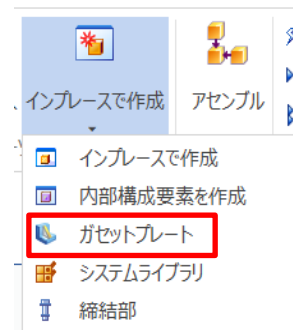 インプレースで作成
アセンブル
インプレースで作成
内部構成要素を作成
ガセットプレート
システムライブラリ
締結部